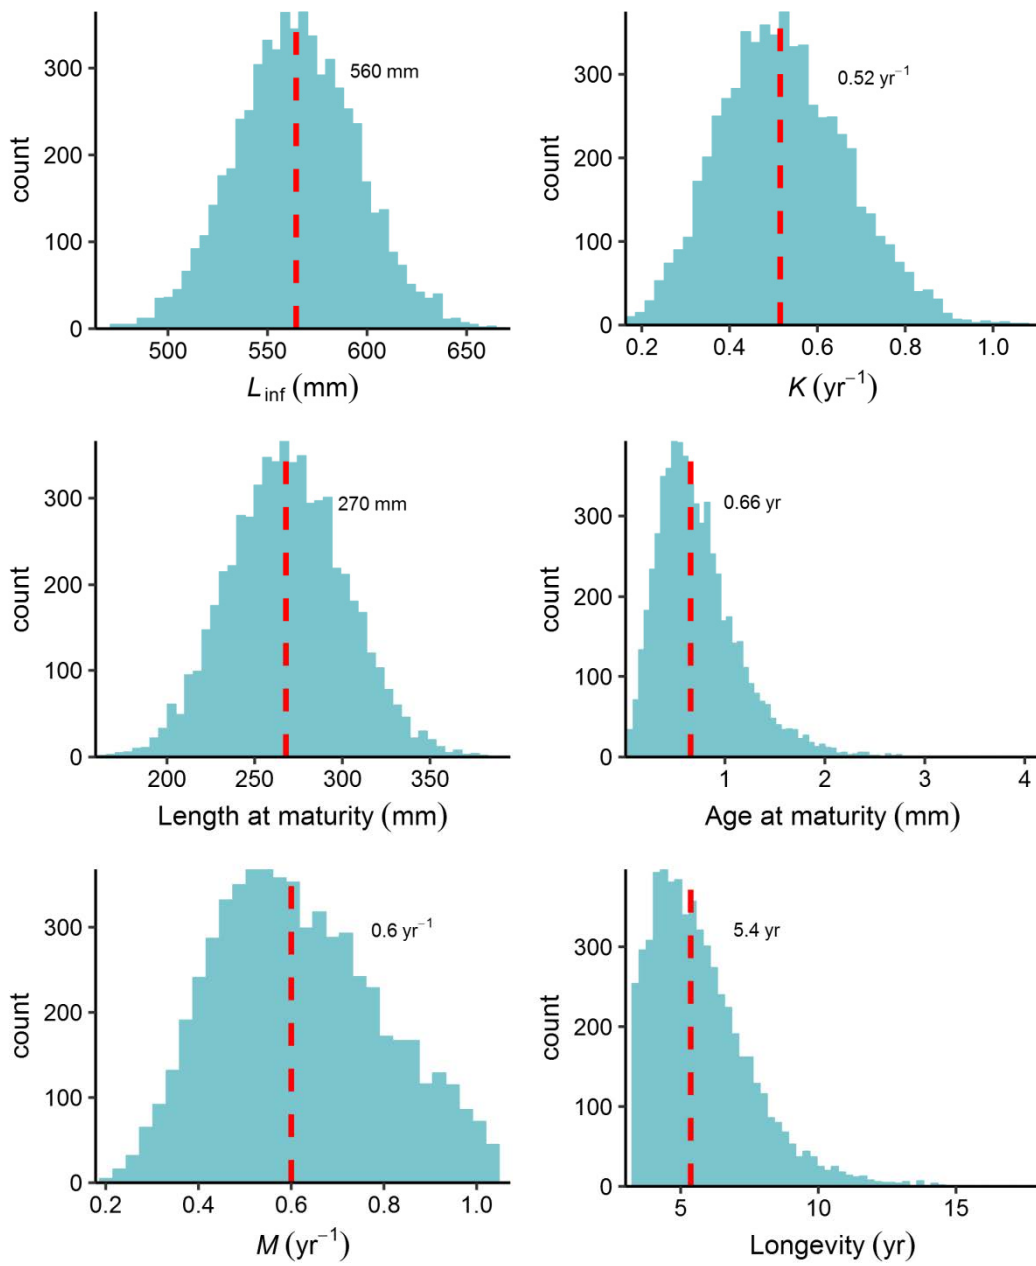 300
200
100
0
count
560 mm
500
550
600
650
L inf (mm)
300
200
100
0
count
0.52 yr⁻¹
0.2
0.4
0.6
0.8
1.0
K (yr⁻¹)
300
200
100
0
count
270 mm
200
250
300
350
Length at maturity (mm)
300
200
100
0
count
0.66 yr
1
2
3
4
Age at maturity (mm)
300
200
100
0
count
0.6 yr⁻¹
0.2
0.4
0.6
0.8
1.0
M (yr⁻¹)
300
200
100
0
count
5.4 yr
5
10
15
Longevity (yr)